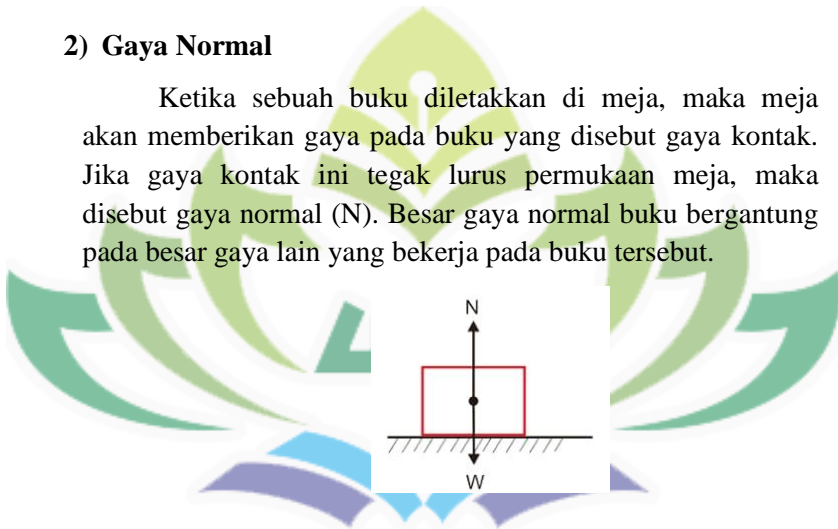 2) Gaya Normal
Ketika sebuah buku diletakkan di meja, maka meja
akan memberikan gaya pada buku yang disebut gaya kontak.
Jika gaya kontak ini tegak lurus permukaan meja, maka
disebut gaya normal (N). Besar gaya normal buku bergantung
pada besar gaya lain yang bekerja pada buku tersebut.
N
W